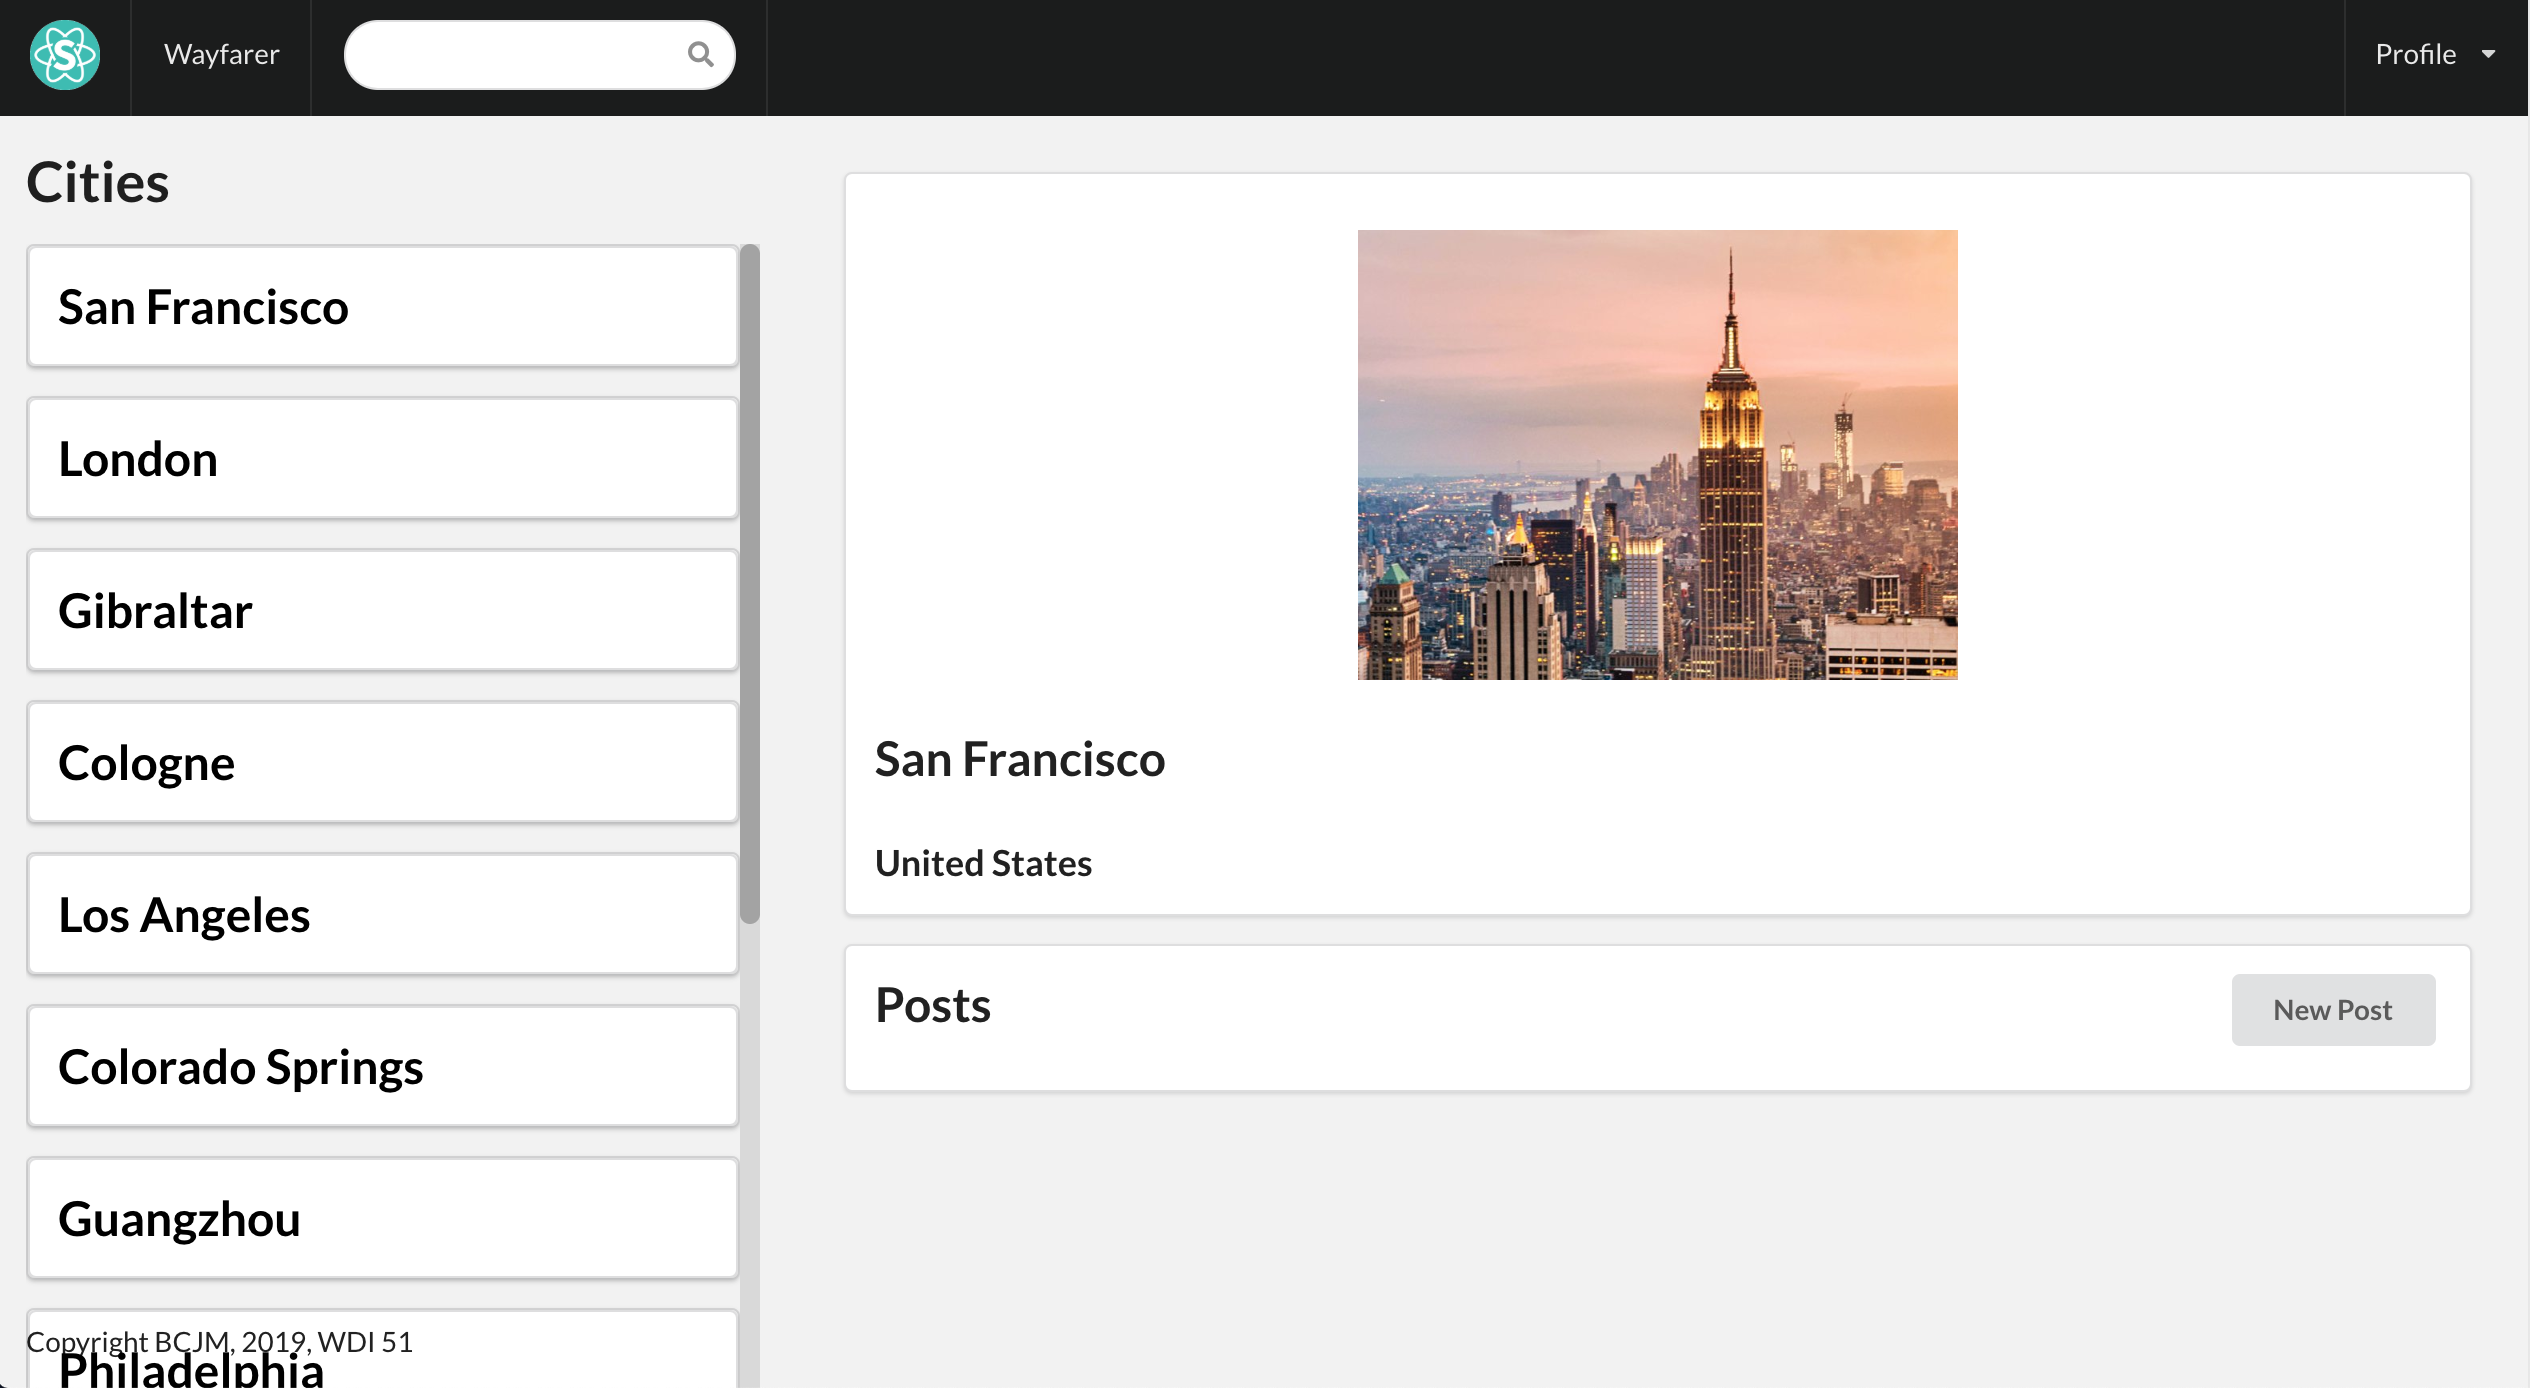 S
Wayfarer
Profile
Cities
San Francisco
London
Gibraltar
Cologne
Los Angeles
Colorado Springs
Guangzhou
Copyright BCJM, 2019, WDI 51
Philadelphia
San Francisco
United States
Posts
New Post